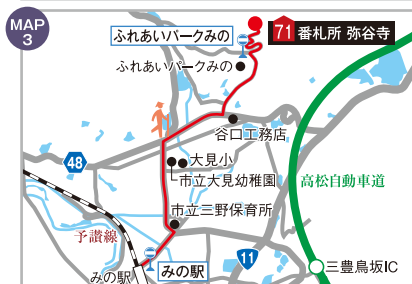 MAP
3
ふれあいパークみの
71 番札所 弥谷寺
ふれあいパークみの
谷口工務店
48
大見小
市立大見幼稚園
高松自動車道
市立三野保育所
予讃線
みの駅
みの駅
11
三豊鳥坂IC